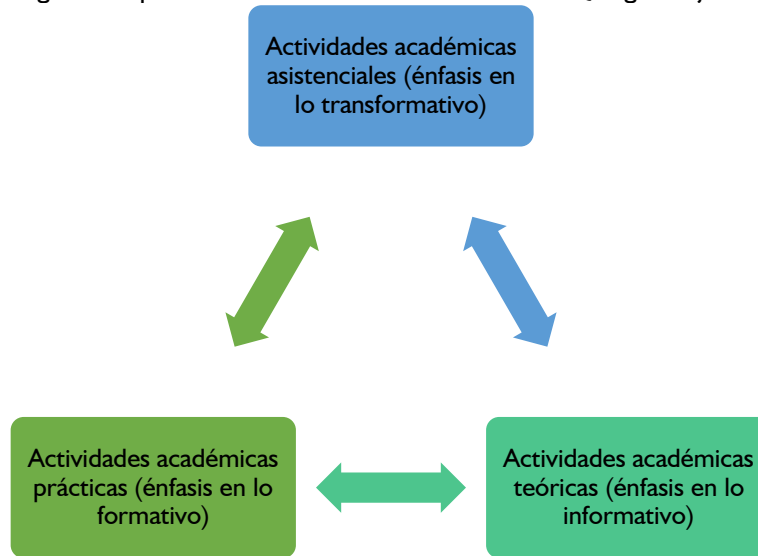 Actividades académicas
asistenciales (énfasis en
lo transformativo)
Actividades académicas
prácticas (énfasis en lo
formativo)
Actividades académicas
teóricas (énfasis en lo
informativo)